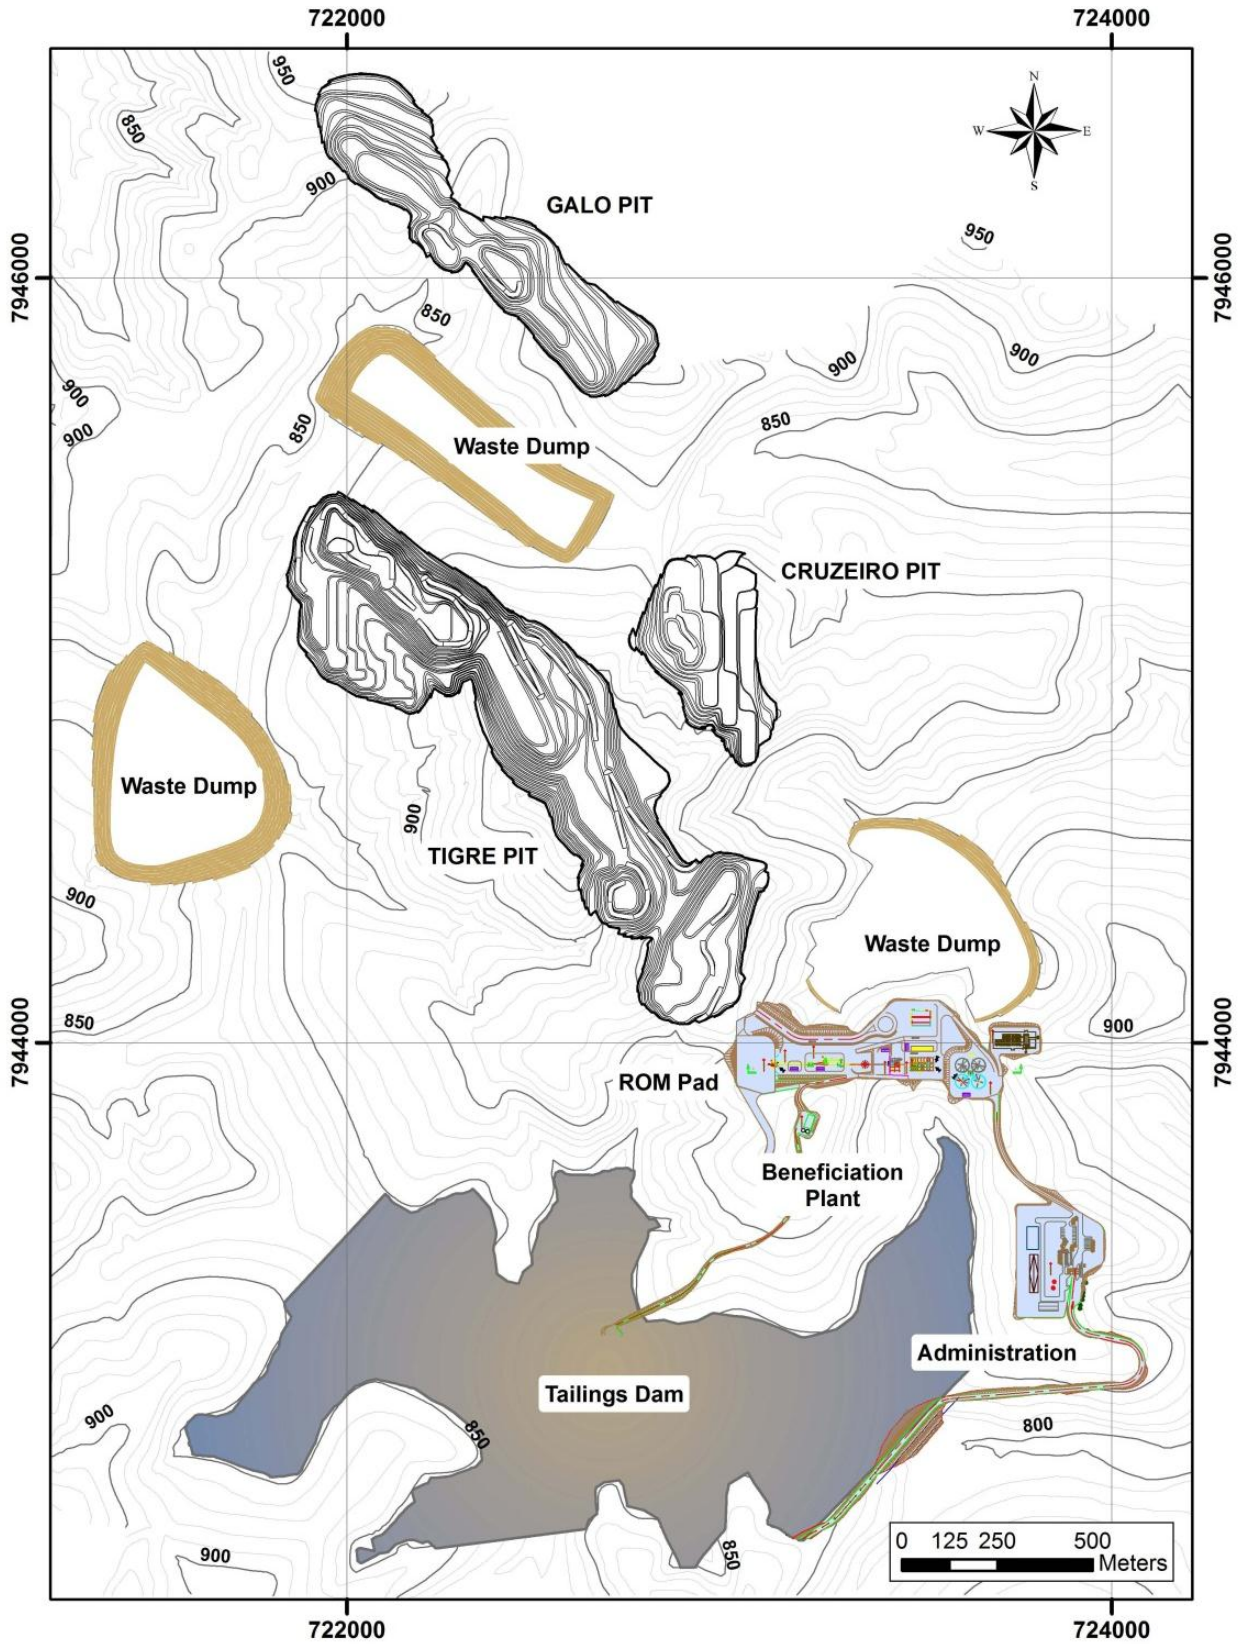 722000
724000
950
850
N
W
E
S
900
GALO PIT
950
7946000
7946000
850
900
900
900
850
900
850
Waste Dump
CRUZEIRO PIT
Waste Dump
900
TIGRE PIT
900
Waste Dump
850
900
7944000
7944000
ROM Pad
Beneficiation
Plant
Administration
Tailings Dam
900
850
800
0 125 250 500
Meters
900
850
722000
724000